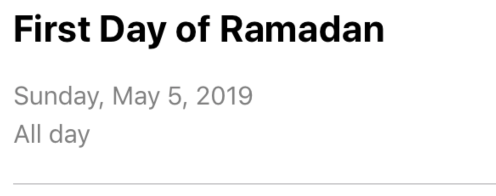 First Day of Ramadan
Sunday, May 5, 2019
All day